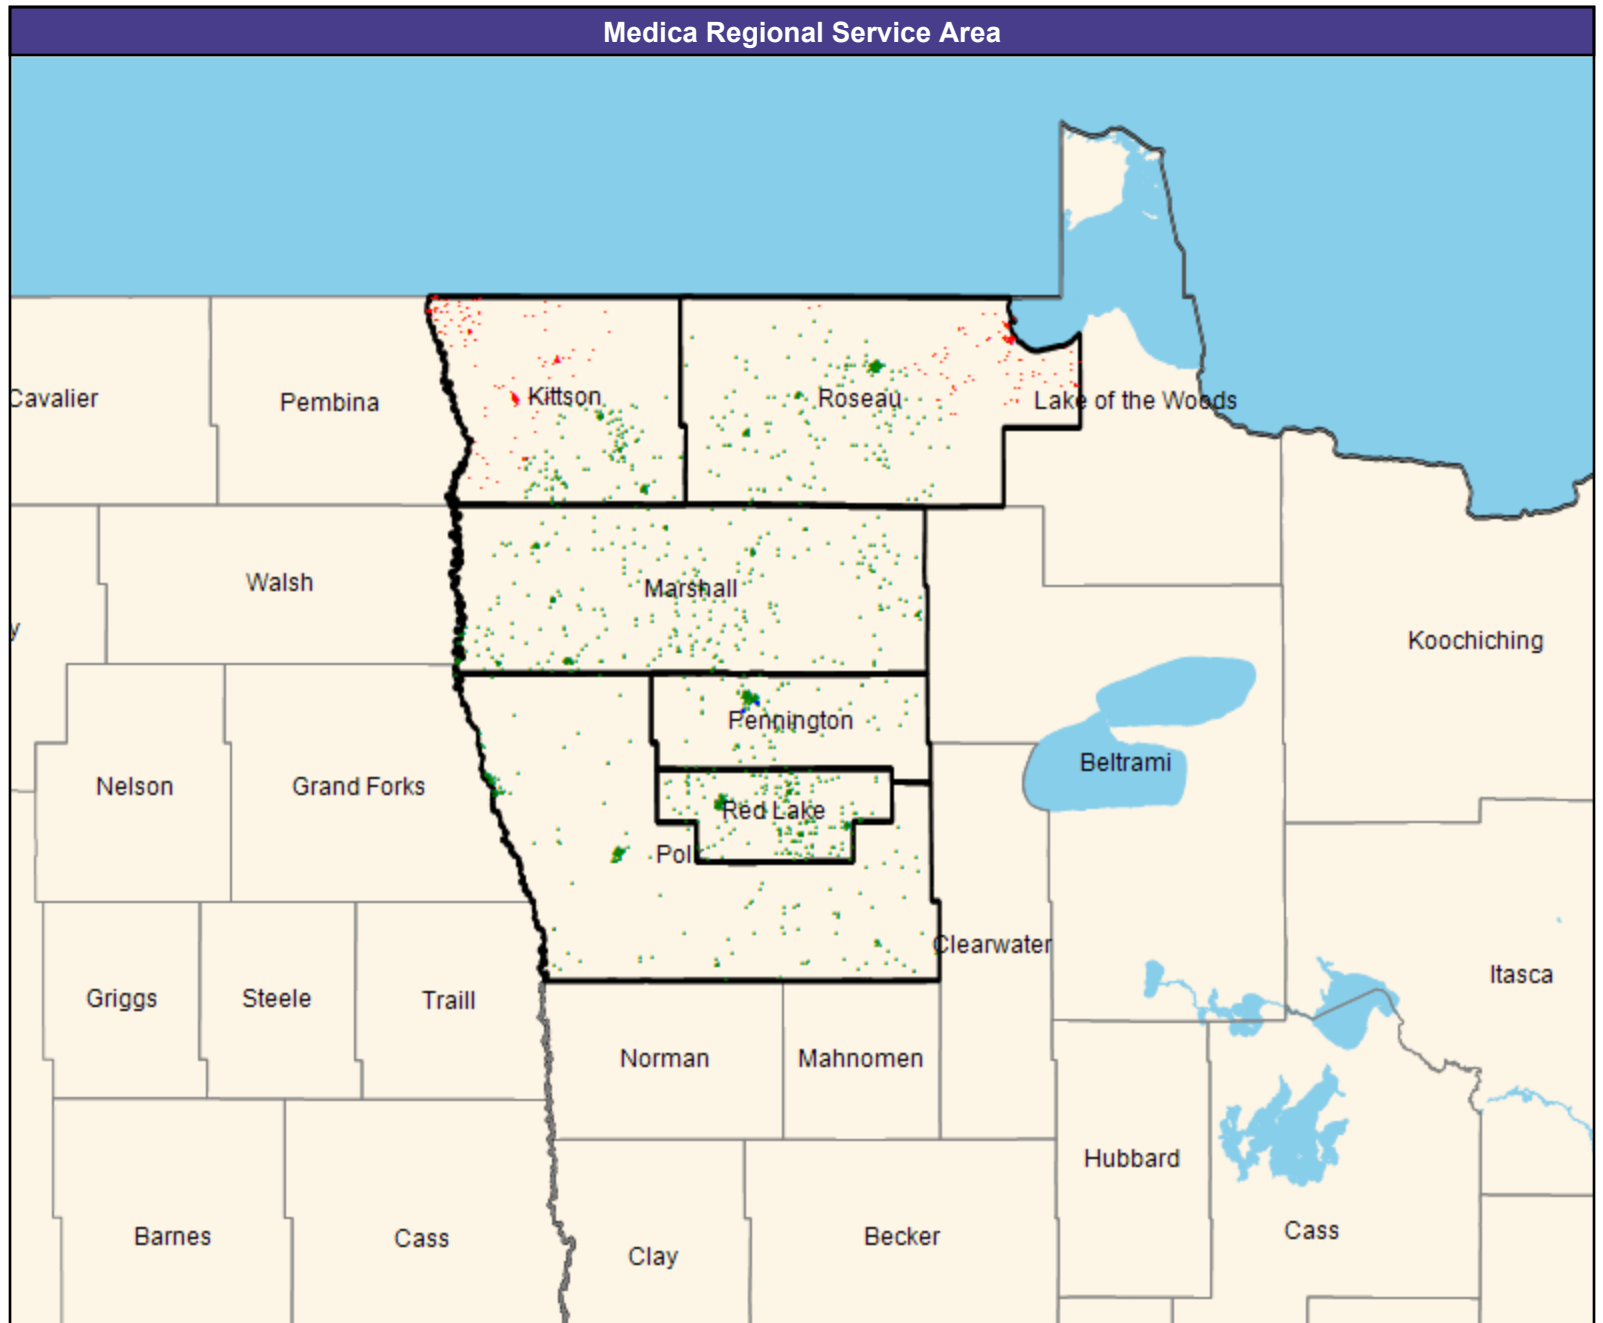 Medica Regional Service Area
Kittson
Roseau
Lake of the Woods
Cavalier
Pembina
Walsh
Marshall
y
Koochiching
Pennington
Beltrami
Nelson
Grand Forks
Red Lake
Pol
Clearwater
Itasca
Griggs
Steele
Traill
Norman
Mahnomen
Hubbard
Barnes
Cass
Clay
Becker
Cass